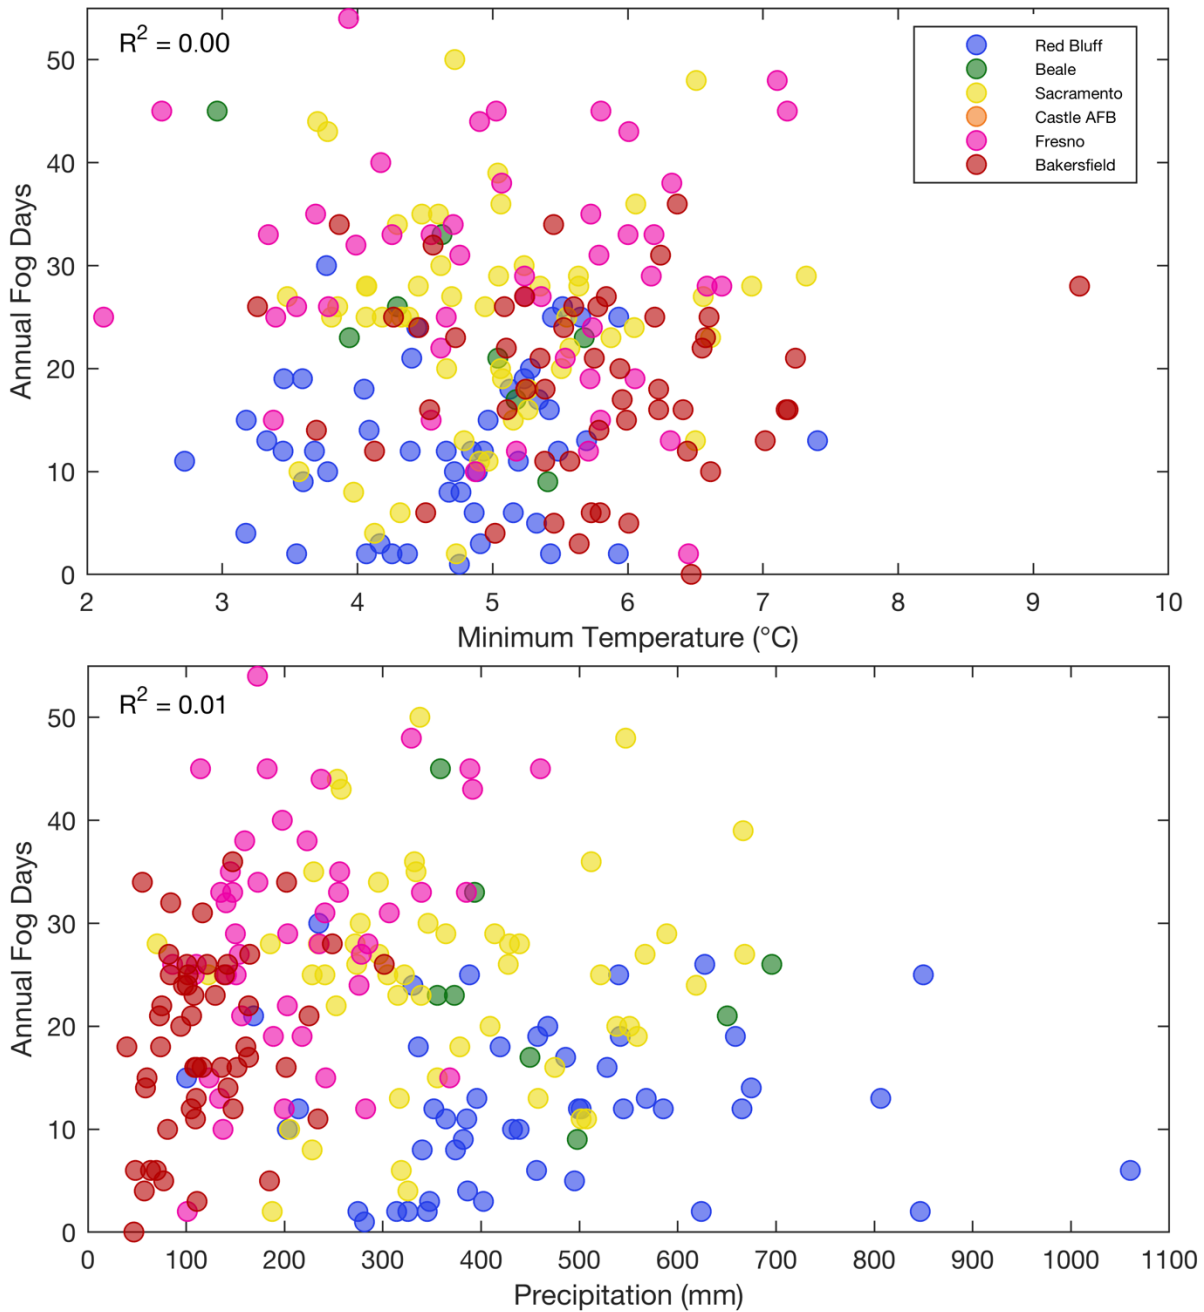 R2 = 0.00
Red Bluff
Beale
Sacramento
Castle AFB
Fresno
Bakersfield
Annual Fog Days
50
40
30
20
10
0
2 3 4 5 6 7 8 9 10
Minimum Temperature (°C)
R2 = 0.01
Annual Fog Days
50
40
30
20
10
0
0 100 200 300 400 500 600 700 800 900 1000 1100
Precipitation (mm)